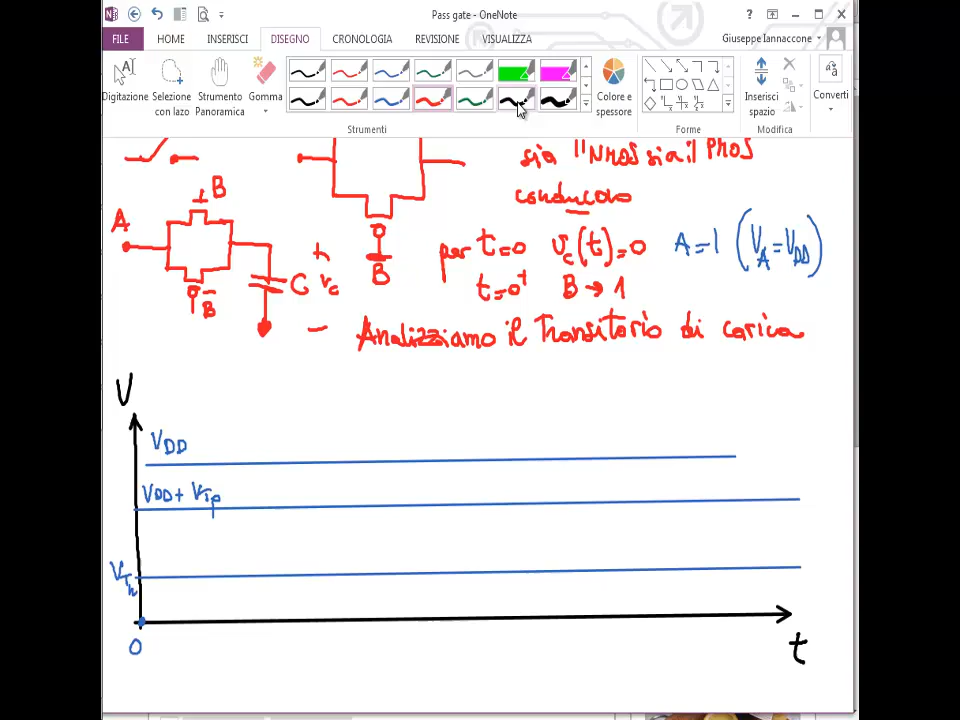 Pass gate - OneNote
FILE HOME INSERISCI DISEGNO CRONOLOGIA REVISIONE VISUALIZZA
Giuseppe Iannaccone
Digitazione
Selezione con lazo
Strumento Panoramica
Gomma
Colore e spessore
Inserisci spazio
Converti
Strumenti
Forme
Modifica
sia l'NMOS sia il PMOS
conducono
B
A
B̅
C
+
vc
-
B̅
per t=0 vc(t)=0 A=1 (VA=VDD)
t=0⁺ B→1
Analizziamo il Transitorio di carica
V
VDD
VDD+VTp
VTn
0
t